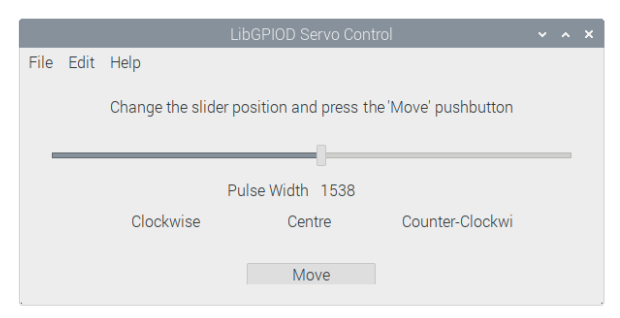 LibGPIOD Servo Control
File Edit Help
Change the slider position and press the 'Move' pushbutton
Pulse Width 1538
Clockwise Centre Counter-Clockwi
Move